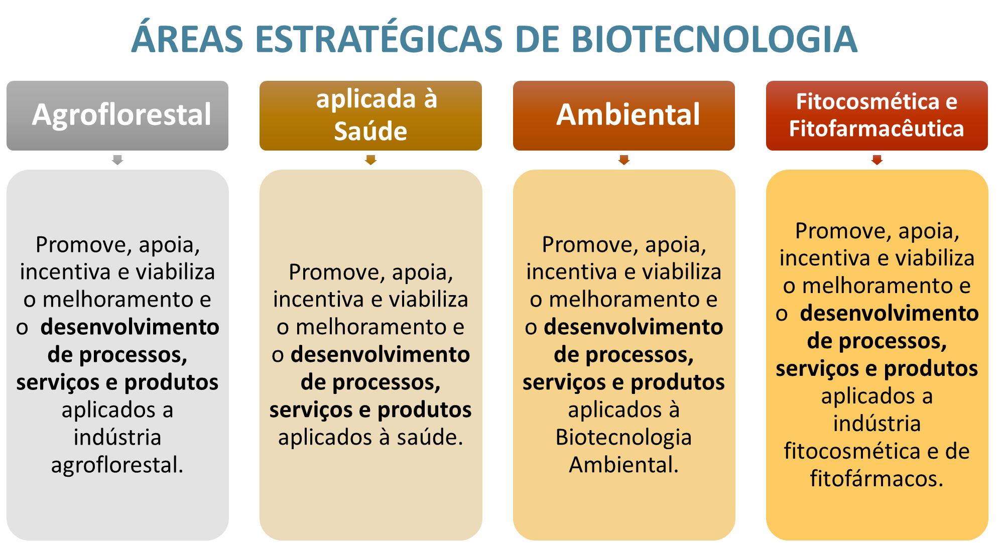 ÁREAS ESTRATÉGICAS DE BIOTECNOLOGIA
Agroflorestal
Promove, apoia,
incentiva e viabiliza
o melhoramento e
o desenvolvimento
de processos,
serviços e produtos
aplicados a
indústria
agroflorestal.
aplicada à
Saúde
Promove, apoia,
incentiva e viabiliza
o melhoramento e
o desenvolvimento
de processos,
serviços e produtos
aplicados à saúde.
Ambiental
Promove, apoia,
incentiva e viabiliza
o melhoramento e
o desenvolvimento
de processos,
serviços e produtos
aplicados à
Biotecnologia
Ambiental.
Fitocosmética e
Fitofarmacêutica
Promove, apoia,
incentiva e viabiliza
o melhoramento e
o desenvolvimento
de processos,
serviços e produtos
aplicados a
indústria
fitocosmética e de
fitofármacos.